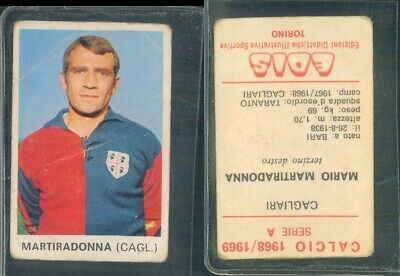 MARTIRADONNA (CAGL.)
CALCIO 1968/1969
SERIE A
CAGLIARI
MARIO MARTIRADONNA
terzino destro
nato a: BARI
il: 26-8-1938
altezza: m. 1,70
peso: kg. 69
squadra d'esordio: TARANTO
camp. 1967/1968: CAGLIARI
EDIS
Edizioni Didattiche Illustrative Sportive
TORINO